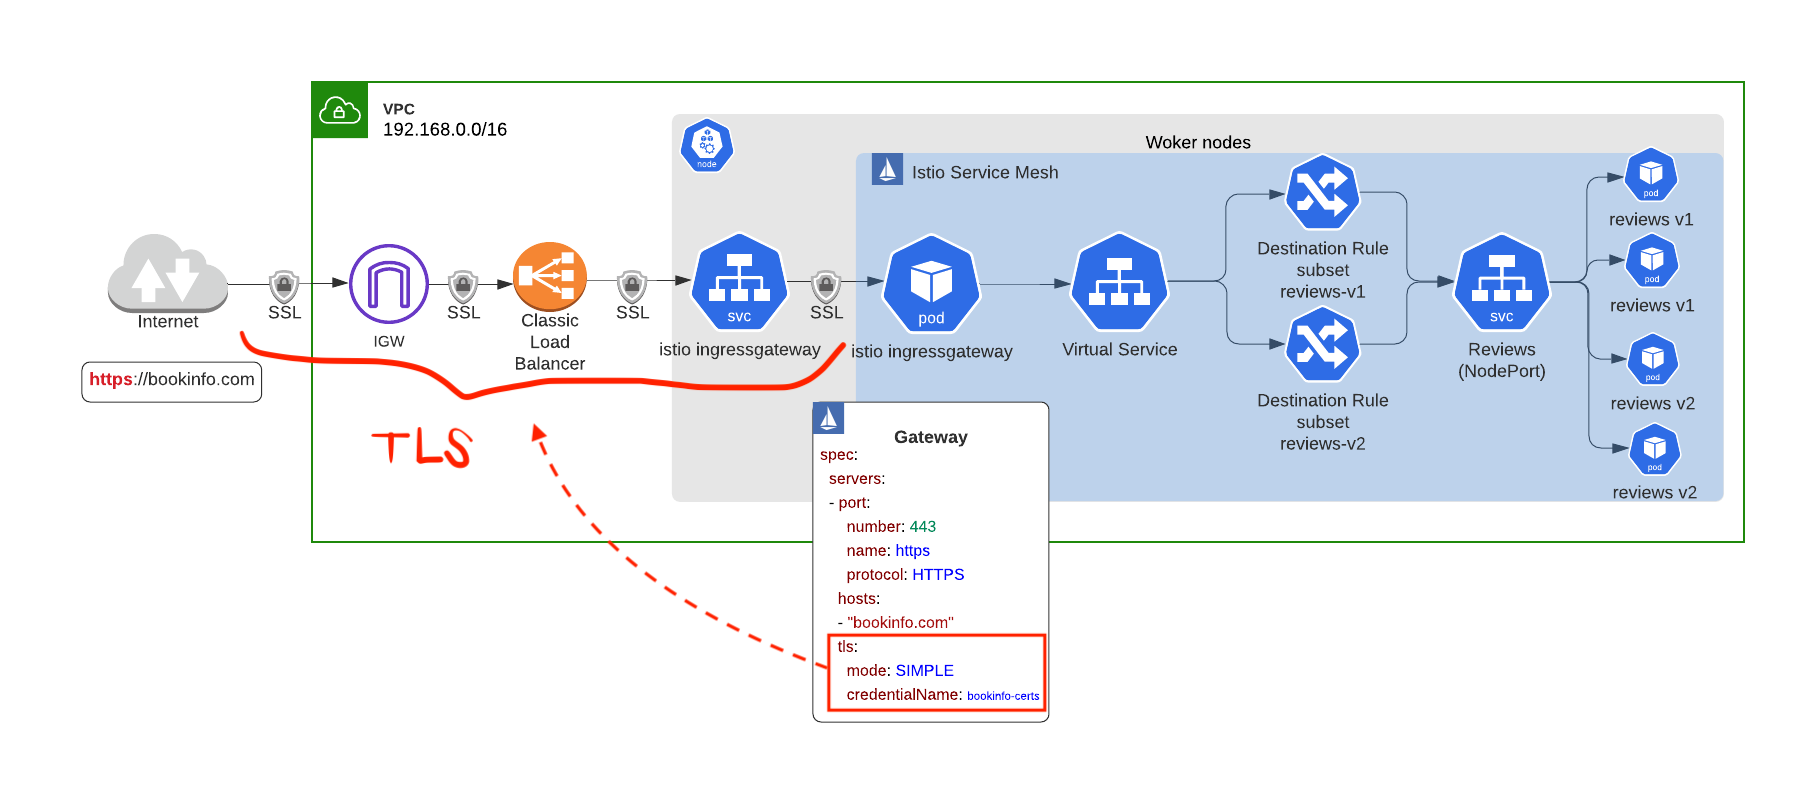 VPC
192.168.0.0/16
Woker nodes
node
Istio Service Mesh
Internet
SSL
IGW
SSL
Classic
Load
Balancer
SSL
svc
istio ingressgateway
SSL
pod
istio ingressgateway
Virtual Service
Destination Rule
subset
reviews-v1
Destination Rule
subset
reviews-v2
svc
Reviews
(NodePort)
pod
reviews v1
pod
reviews v1
pod
reviews v2
pod
reviews v2
https://bookinfo.com
TLS
Gateway
spec:
servers:
- port:
number: 443
name: https
protocol: HTTPS
hosts:
- "bookinfo.com"
tls:
mode: SIMPLE
credentialName: bookinfo-certs